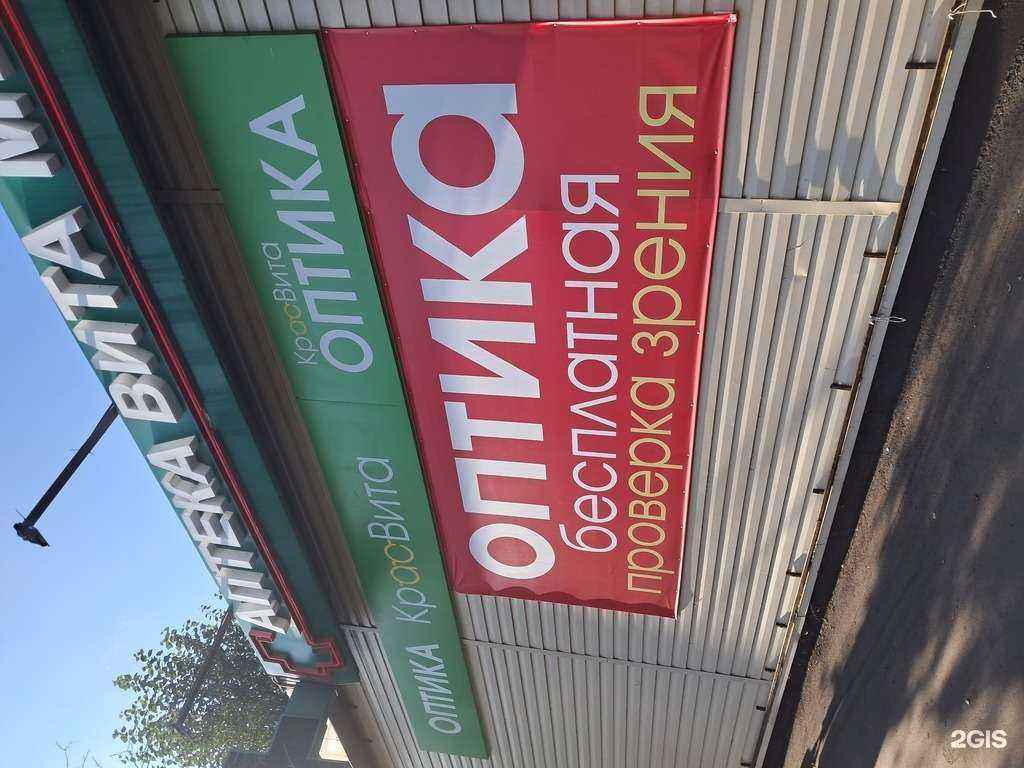 АПТЕКА ВИТА
КрасВита
ОПТИКА
ОПТИКА КрасВита
оптика
бесплатная
проверка зрения
2GIS